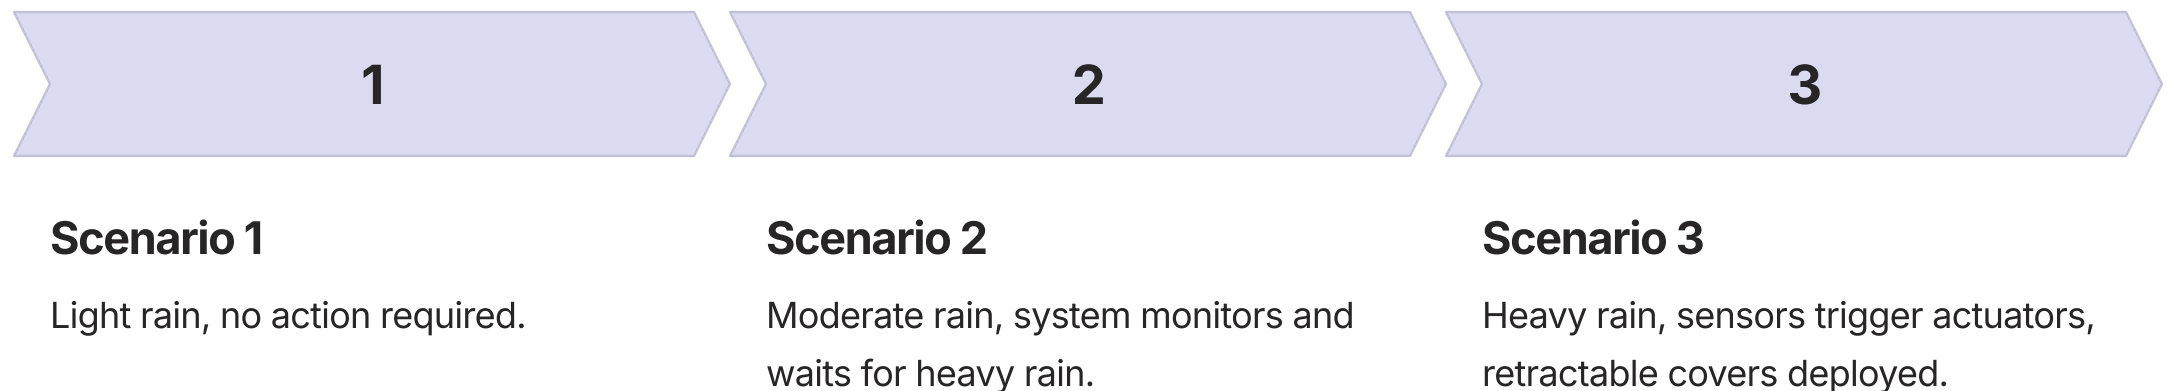 1
2
3
Scenario 1
Light rain, no action required.
Scenario 2
Moderate rain, system monitors and
waits for heavy rain.
Scenario 3
Heavy rain, sensors trigger actuators,
retractable covers deployed.